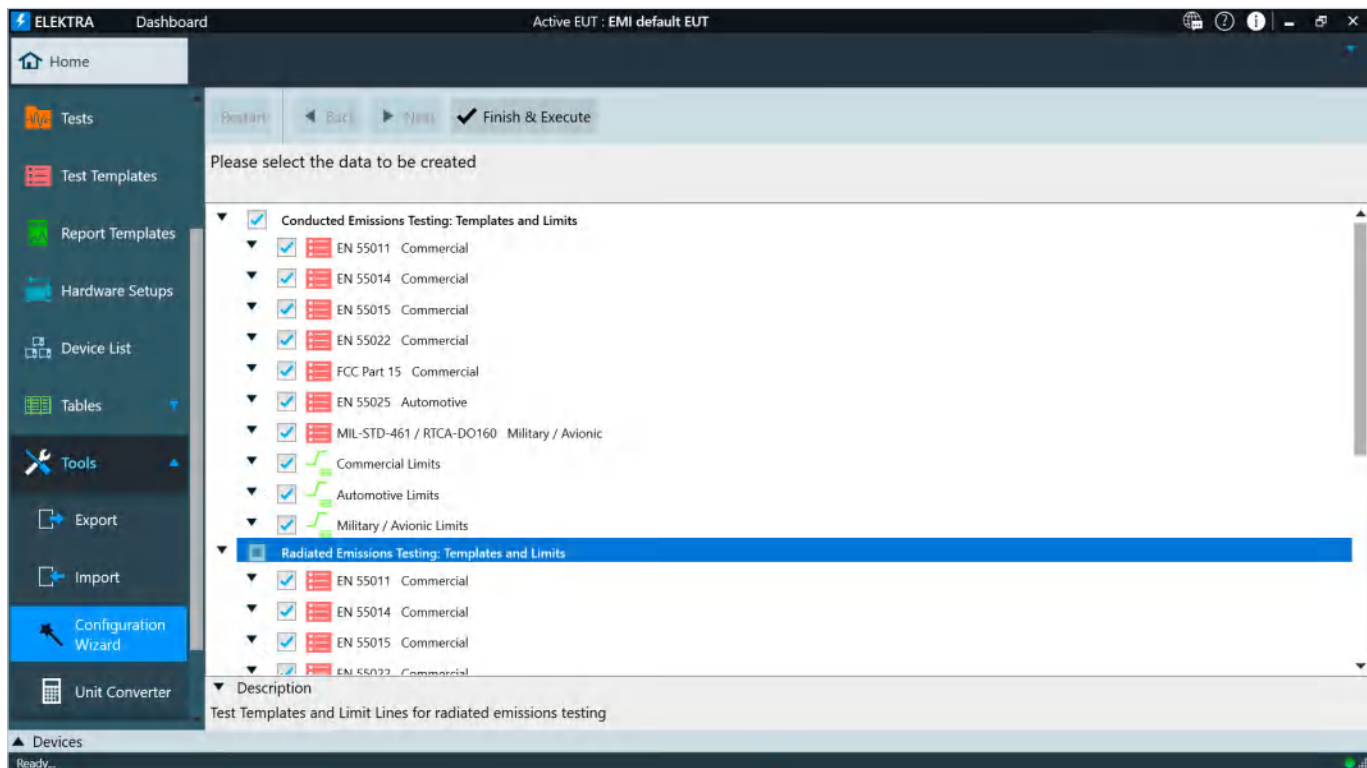 ELEKTRA Dashboard Active EUT : EMI default EUT
Home
Tests
Test Templates
Report Templates
Hardware Setups
Device List
Tables
Tools
Export
Import
Configuration
Wizard
Unit Converter
Restart Back Next Finish & Execute
Please select the data to be created
Conducted Emissions Testing: Templates and Limits
EN 55011 Commercial
EN 55014 Commercial
EN 55015 Commercial
EN 55022 Commercial
FCC Part 15 Commercial
EN 55025 Automotive
MIL-STD-461 / RTCA-DO160 Military / Avionic
Commercial Limits
Automotive Limits
Military / Avionic Limits
Radiated Emissions Testing: Templates and Limits
EN 55011 Commercial
EN 55014 Commercial
EN 55015 Commercial
EN 55022 Commercial
Description
Test Templates and Limit Lines for radiated emissions testing
Devices
Ready...